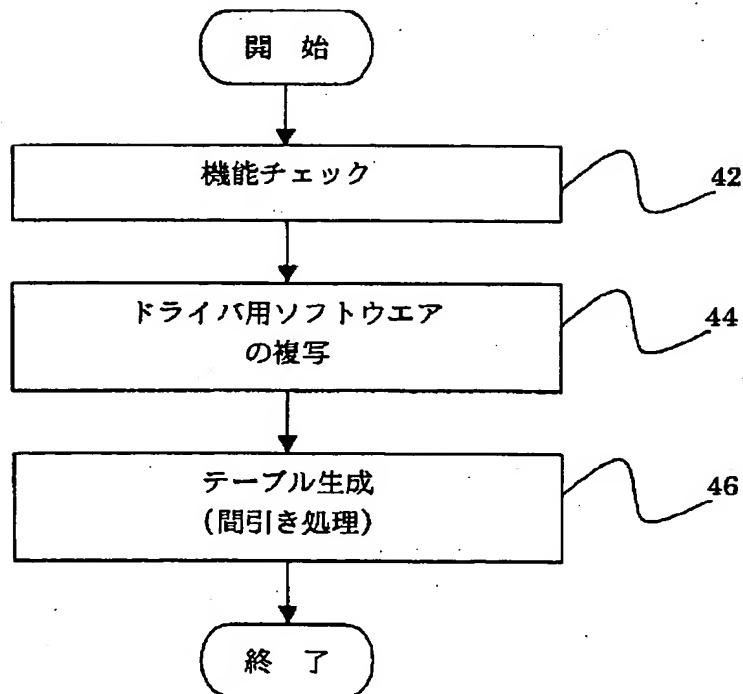 開 始
機能チェック
42
ドライバ用ソフトウエア
の複写
44
テーブル生成
(間引き処理)
46
終 了